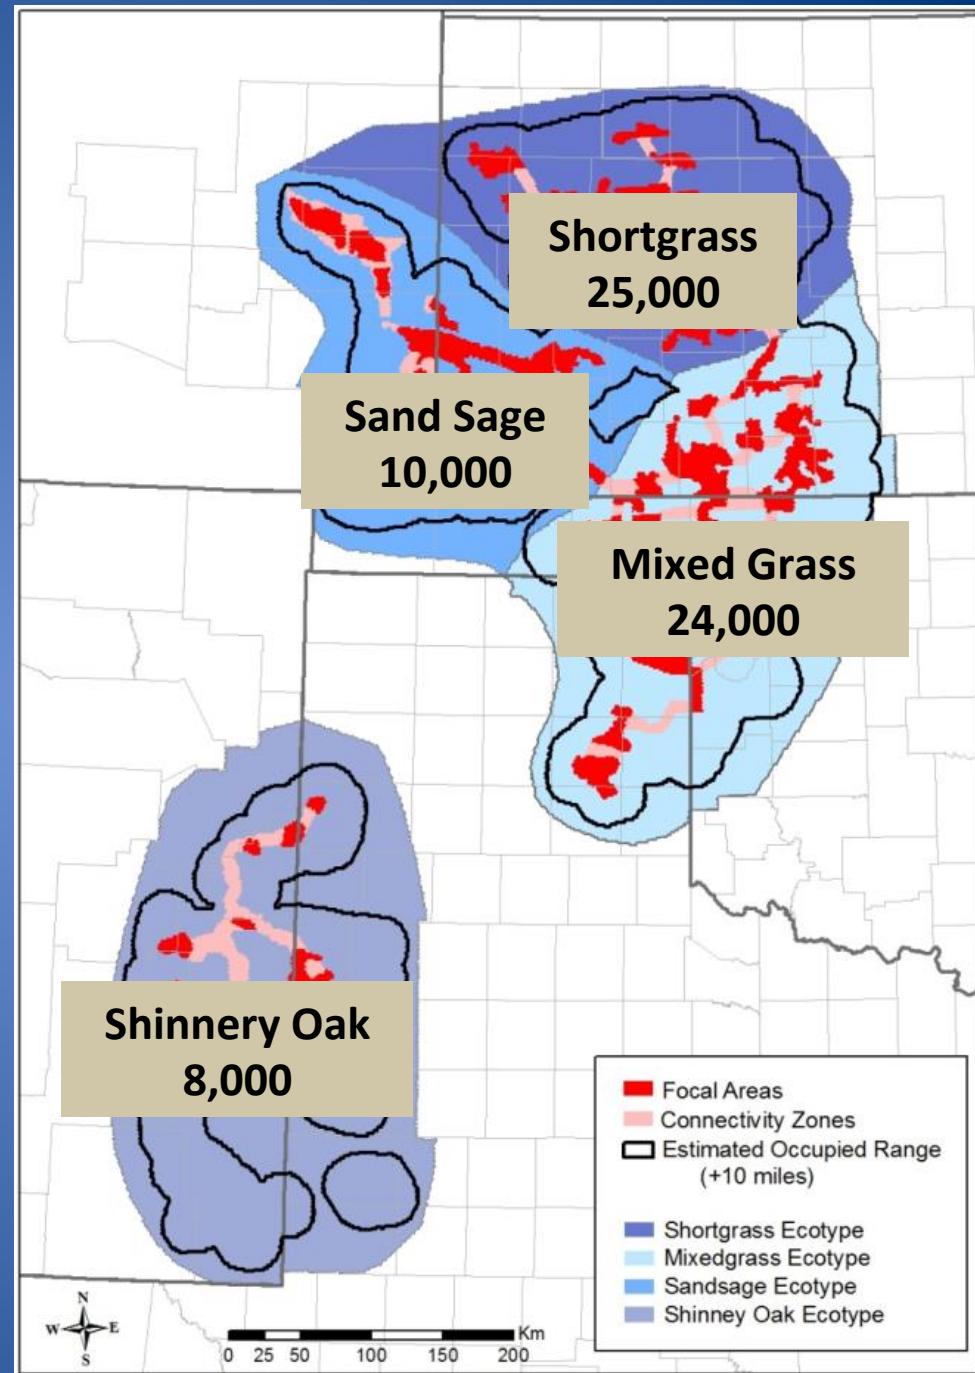 Shortgrass
25,000
Sand Sage
10,000
Mixed Grass
24,000
Shinnery Oak
8,000
Focal Areas
Connectivity Zones
Estimated Occupied Range
(+10 miles)
Shortgrass Ecotype
Mixedgrass Ecotype
Sandsage Ecotype
Shinney Oak Ecotype
N
W E
S
Km
0 25 50 100 150 200